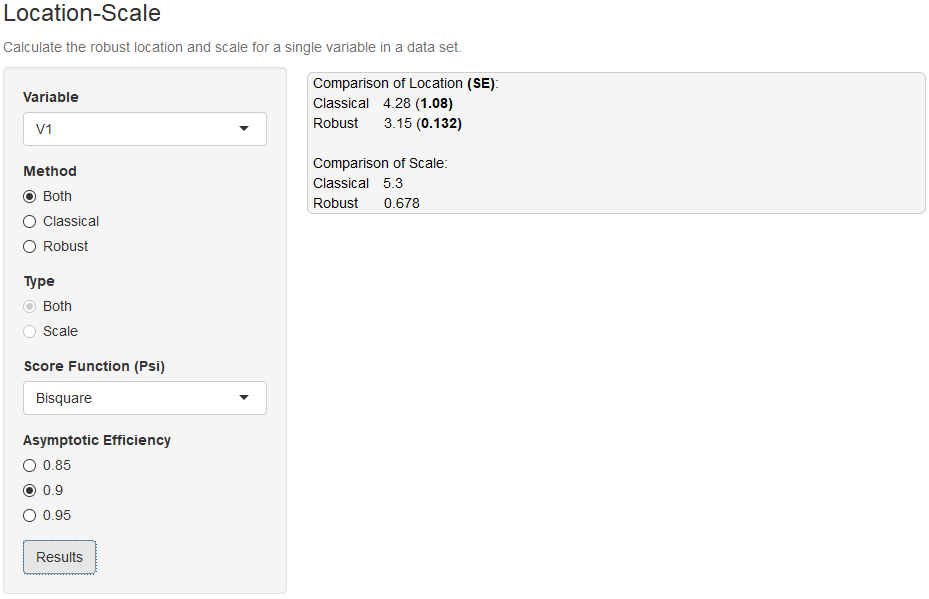 Location-Scale
Calculate the robust location and scale for a single variable in a data set.
Variable
V1
Method
Both
Classical
Robust
Type
Both
Scale
Score Function (Psi)
Bisquare
Asymptotic Efficiency
0.85
0.9
0.95
Results
Comparison of Location (SE):
Classical 4.28 (1.08)
Robust 3.15 (0.132)
Comparison of Scale:
Classical 5.3
Robust 0.678